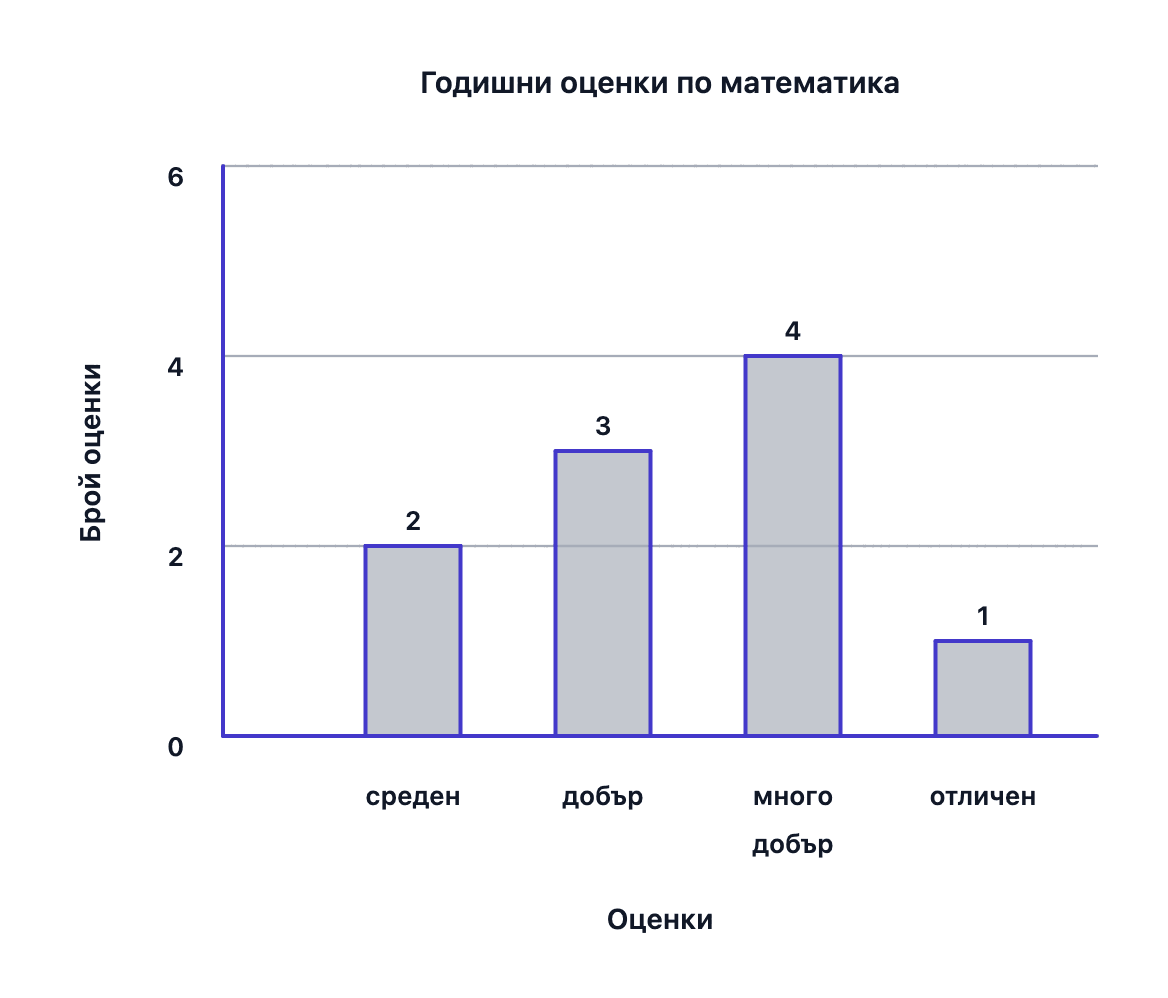 Годишни оценки по математика
6
4
2
0
Брой оценки
2
3
4
1
среден
добър
много
добър
отличен
Оценки